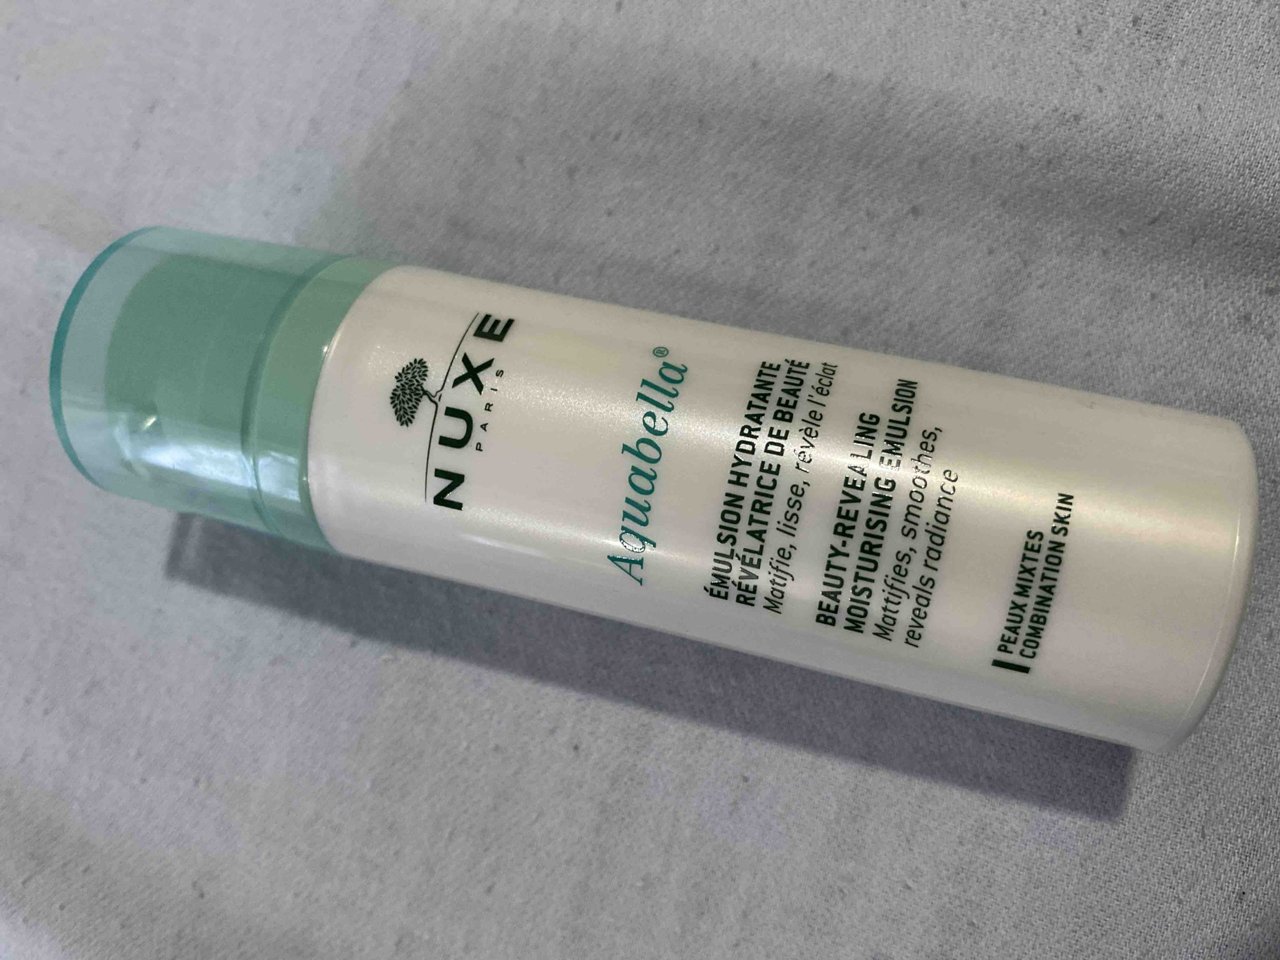 NUXE
PARIS
Aquabella®
ÉMULSION HYDRATANTE
RÉVÉLATRICE DE BEAUTÉ
Matifie, lisse, révèle l'éclat
BEAUTY-REVEALING
MOISTURISING EMULSION
Mattifies, smoothes,
reveals radiance
PEAUX MIXTES
COMBINATION SKIN